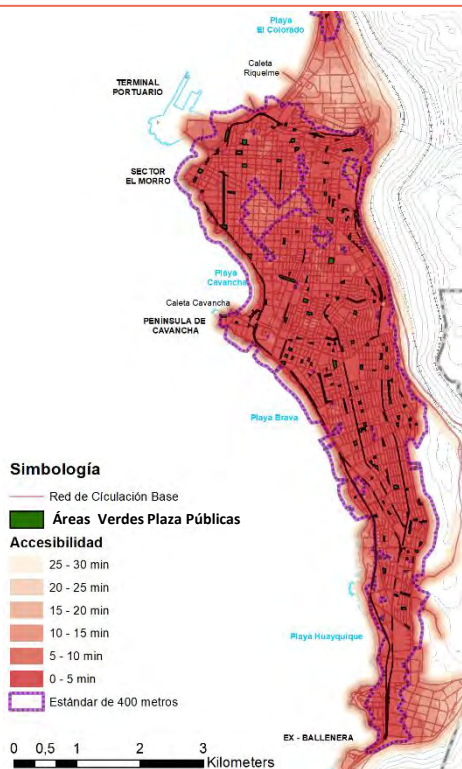 Playa
El Colorado
Caleta
Riquelme
TERMINAL
PORTUARIO
SECTOR
EL MORRO
Playa
Cavancha
Caleta Cavancha
PENÍNSULA DE
CAVANCHA
Playa Brava
Simbología
Red de Circulación Base
Áreas Verdes Plaza Públicas
Accesibilidad
25 - 30 min
20 - 25 min
15 - 20 min
10 - 15 min
5 - 10 min
0 - 5 min
Estándar de 400 metros
Playa Huayquique
EX - BALLENERA
0 0,5 1 2 3
Kilometers